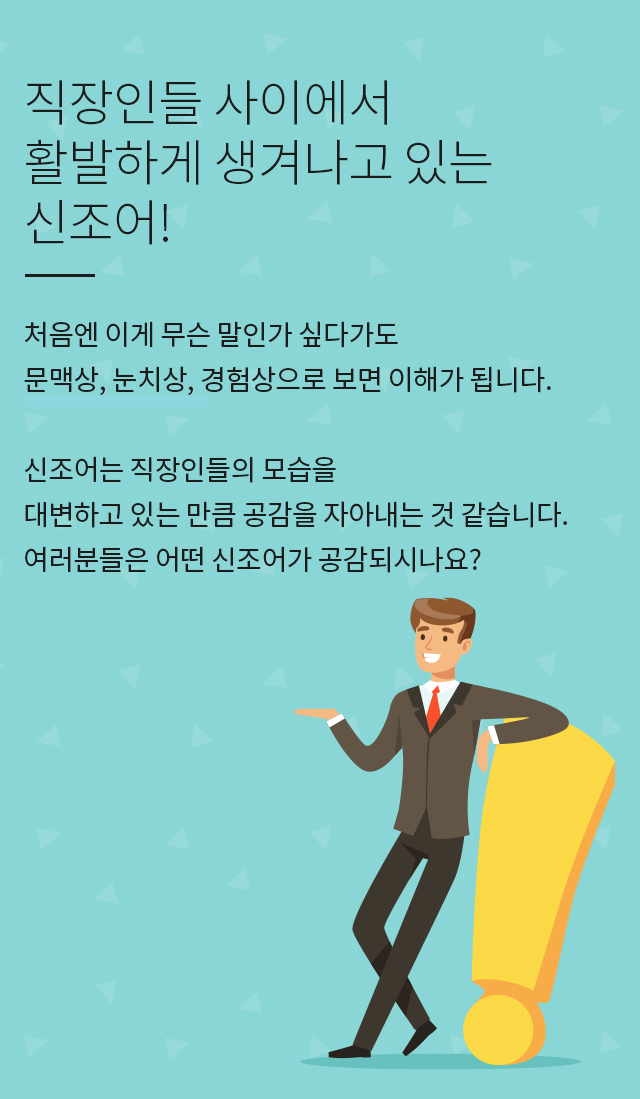 직장인들 사이에서
활발하게 생겨나고 있는
신조어!
처음엔 이게 무슨 말인가 싶다가도
문맥상, 눈치상, 경험상으로 보면 이해가 됩니다.
신조어는 직장인들의 모습을
대변하고 있는 만큼 공감을 자아내는 것 같습니다.
여러분들은 어떤 신조어가 공감되시나요?